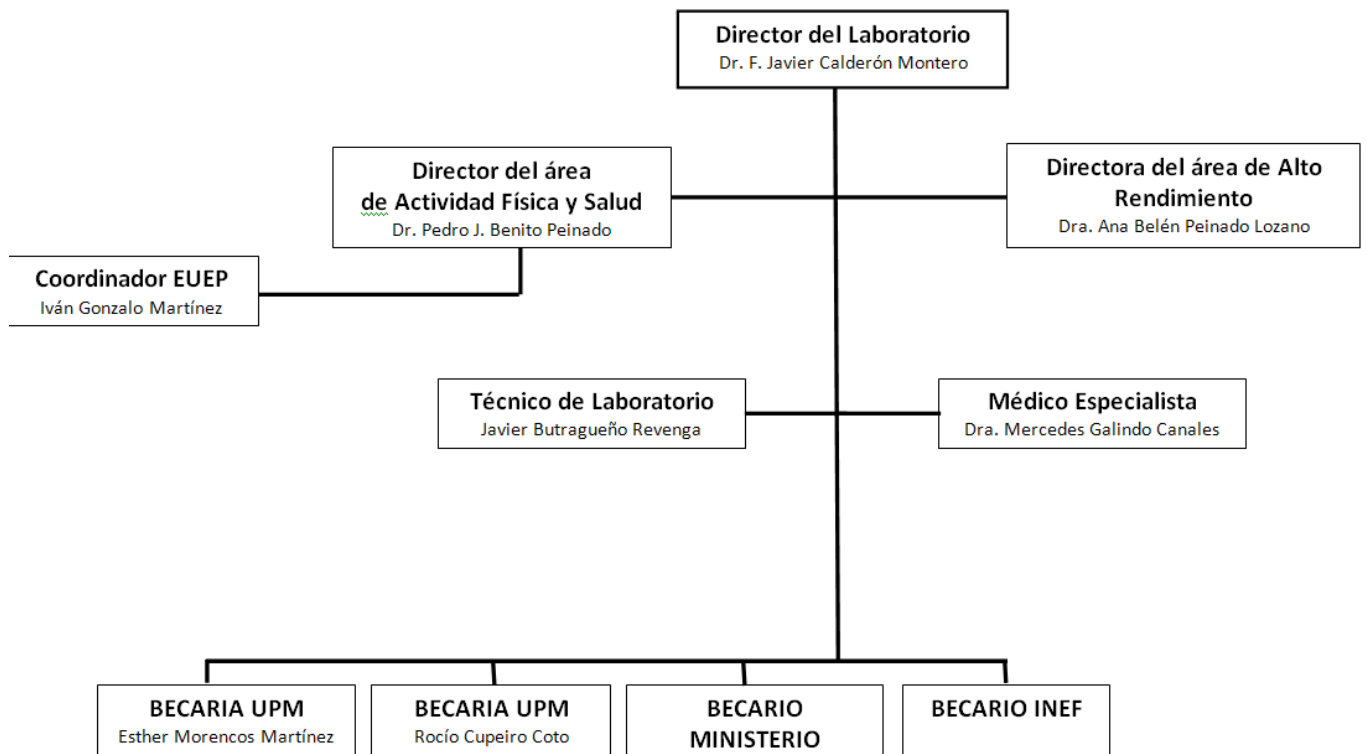 Director del Laboratorio
Dr. F. Javier Calderón Montero
Director del área
de Actividad Física y Salud
Dr. Pedro J. Benito Peinado
Directora del área de Alto
Rendimiento
Dra. Ana Belén Peinado Lozano
Coordinador EUEP
Iván Gonzalo Martínez
Técnico de Laboratorio
Javier Butragueño Revenga
Médico Especialista
Dra. Mercedes Galindo Canales
BECARIA UPM
Esther Morencos Martínez
BECARIA UPM
Rocío Cupeiro Coto
BECARIO
MINISTERIO
BECARIO INEF